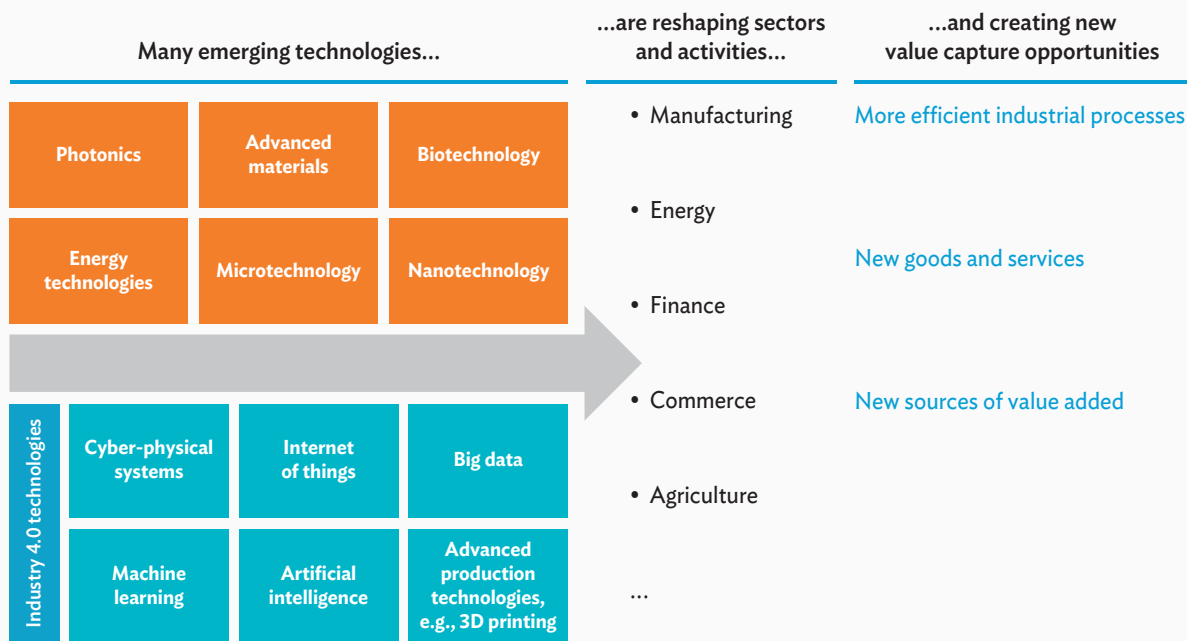 Many emerging technologies...
...are reshaping sectors
and activities...
...and creating new
value capture opportunities
Photonics
Advanced
materials
Biotechnology
Energy
technologies
Microtechnology
Nanotechnology
Industry 4.0 technologies
Cyber-physical
systems
Internet
of things
Big data
Machine
learning
Artificial
intelligence
Advanced
production
technologies,
e.g., 3D printing
• Manufacturing
• Energy
• Finance
• Commerce
• Agriculture
...
More efficient industrial processes
New goods and services
New sources of value added